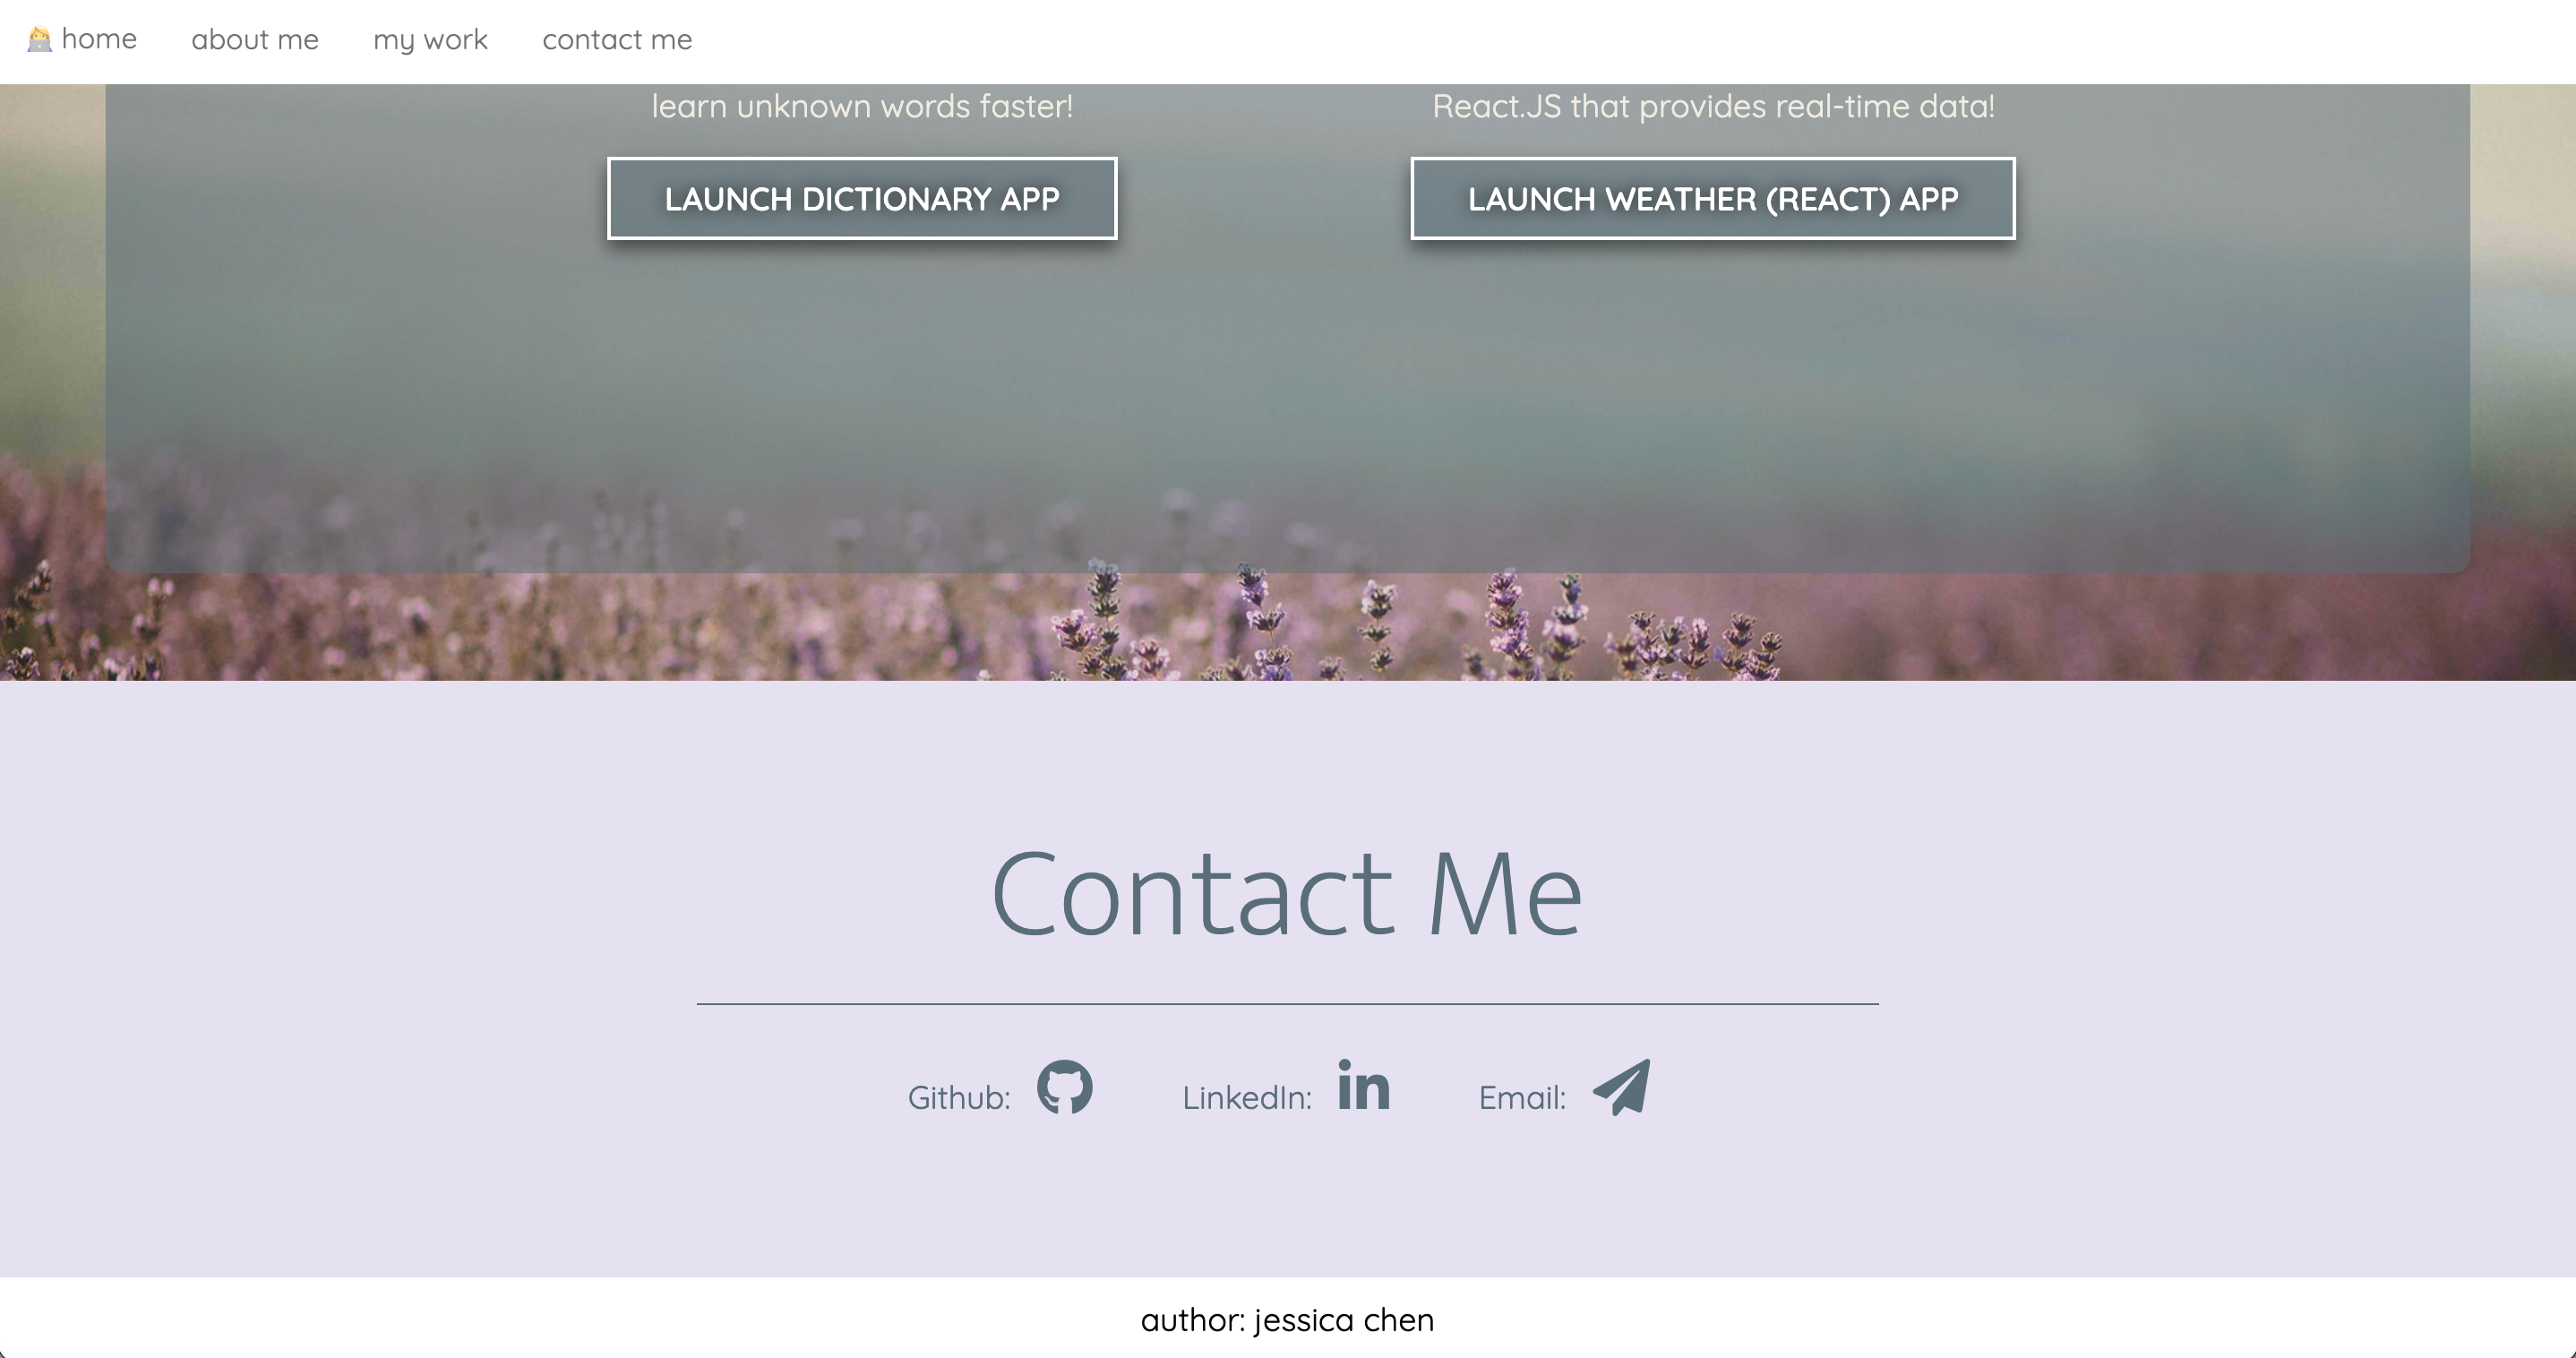 home about me my work contact me
learn unknown words faster!
React.JS that provides real-time data!
LAUNCH DICTIONARY APP
LAUNCH WEATHER (REACT) APP
Contact Me
Github: LinkedIn: in Email:
author: jessica chen